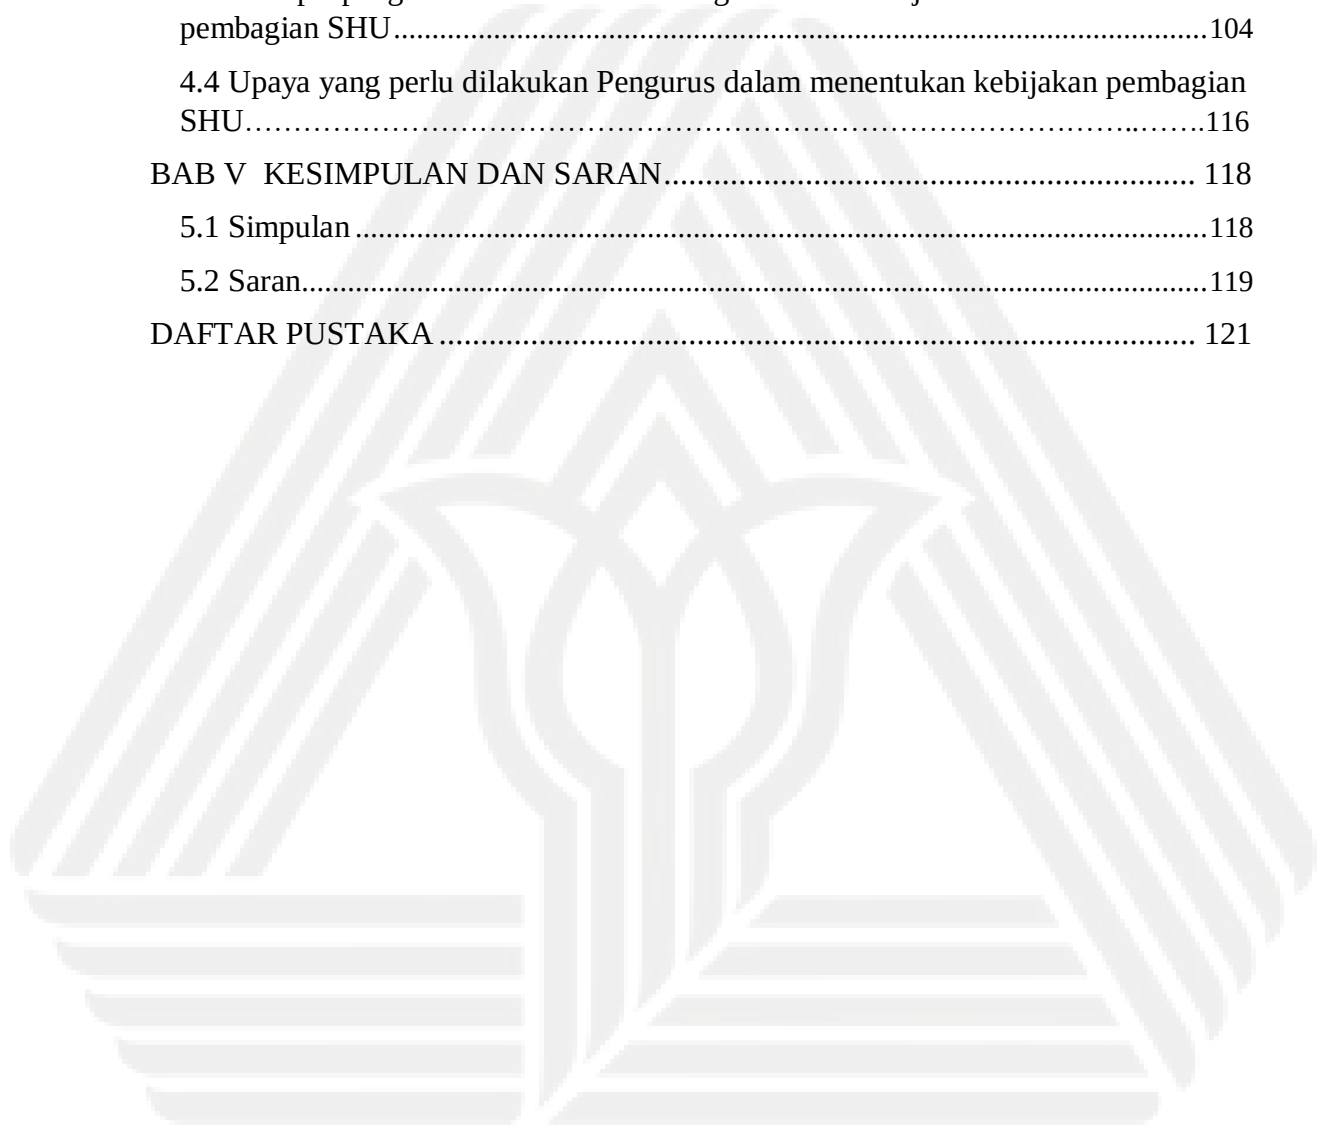 pembagian SHU...........................................................................................................104
4.4 Upaya yang perlu dilakukan Pengurus dalam menentukan kebijakan pembagian
SHU……………………………………………………………………………..…….116
BAB V  KESIMPULAN DAN SARAN................................................................ 118
5.1 Simpulan ...............................................................................................................118
5.2 Saran......................................................................................................................119
DAFTAR PUSTAKA ........................................................................................... 121